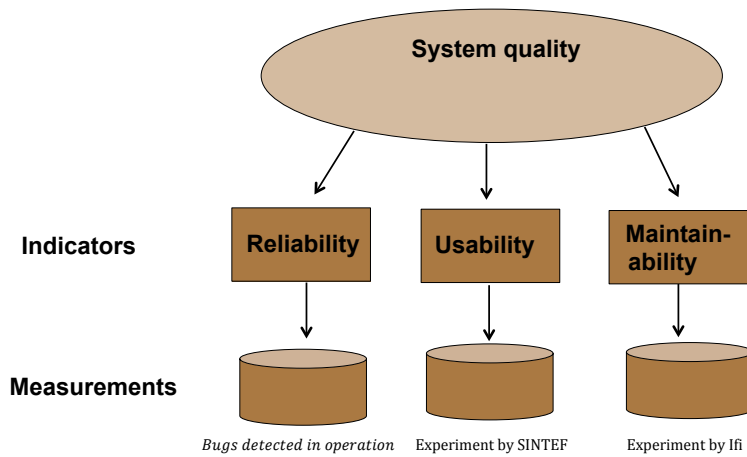 System quality
Indicators
Reliability
Usability
Maintain-
ability
Measurements
Bugs detected in operation
Experiment by SINTEF
Experiment by Ifi